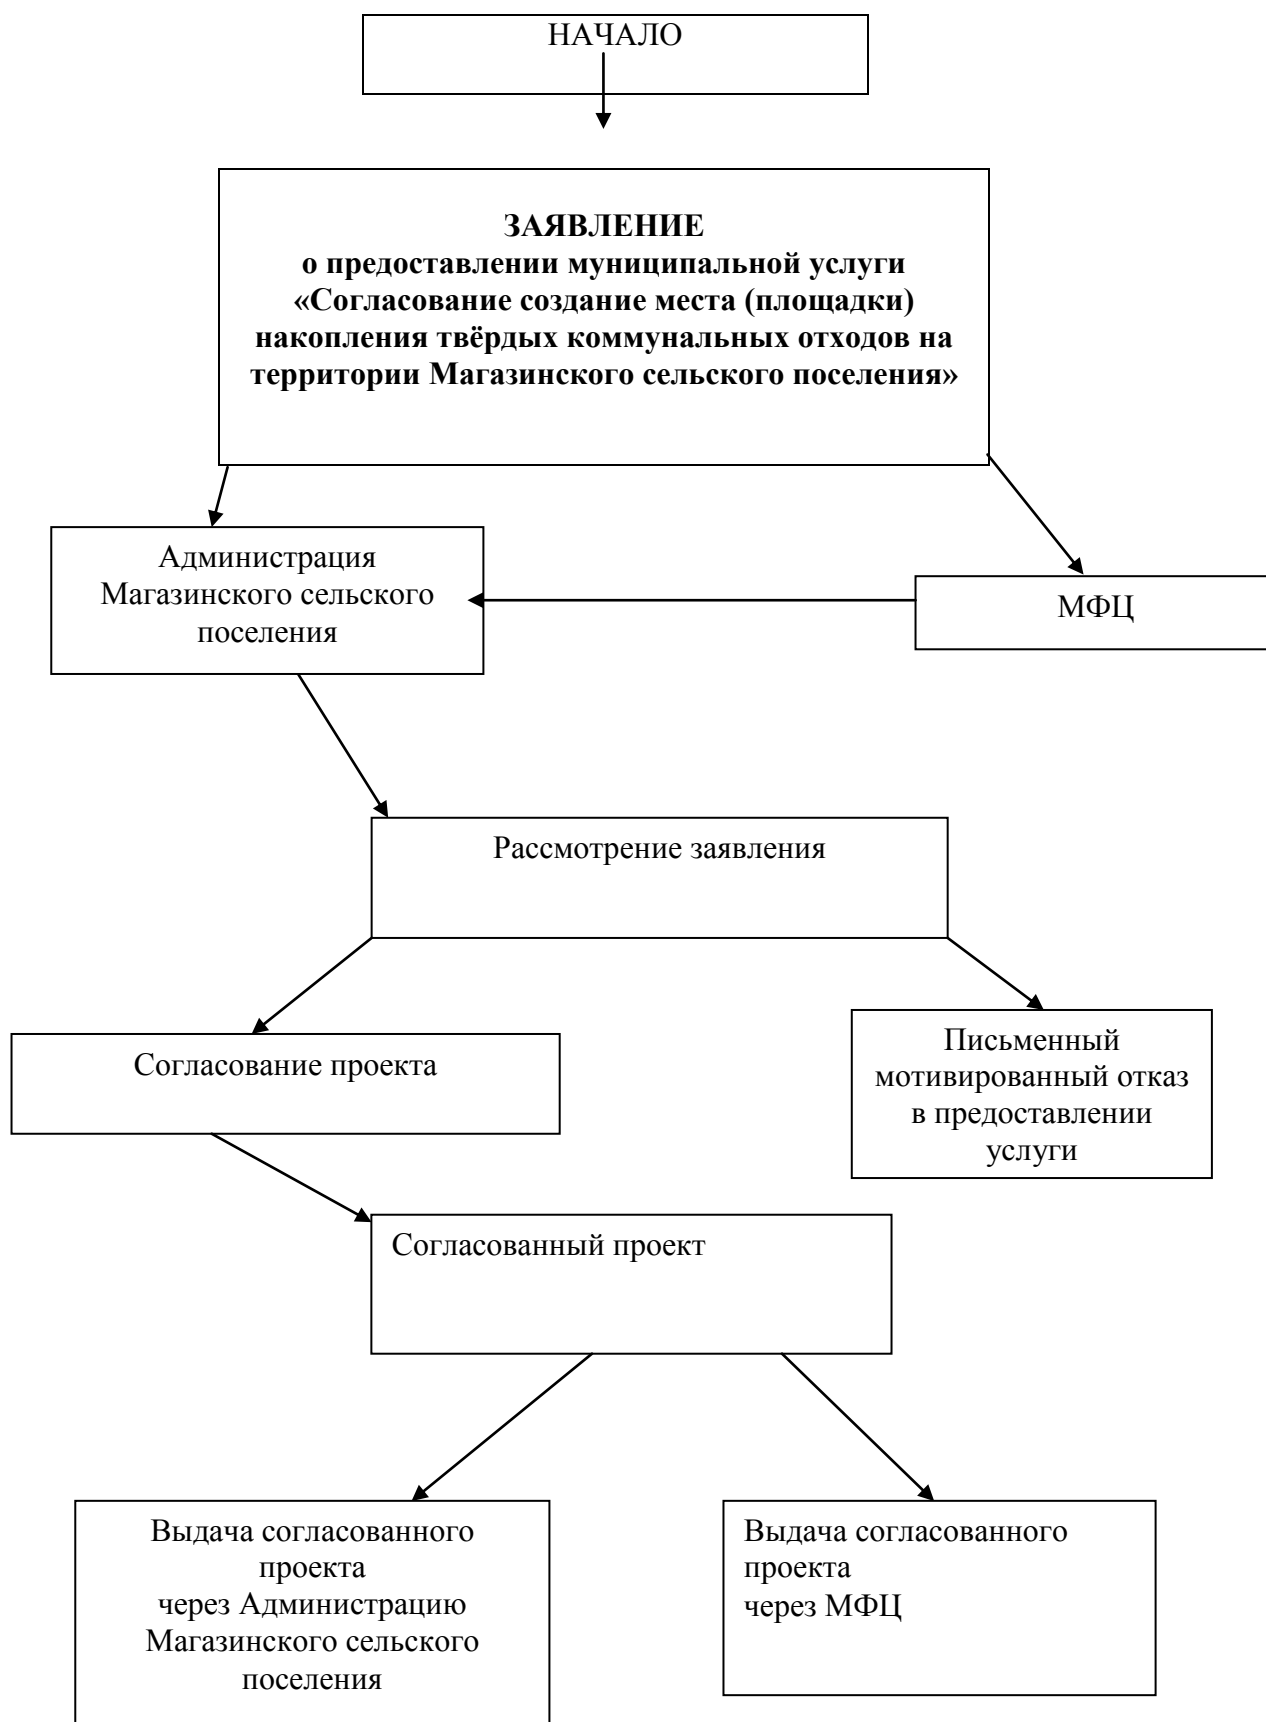 НАЧАЛО
ЗАЯВЛЕНИЕ
о предоставлении муниципальной услуги
«Согласование создание места (площадки)
накопления твёрдых коммунальных отходов на
территории Магазинского сельского поселения»
Администрация
Магазинского сельского
поселения
МФЦ
Рассмотрение заявления
Согласование проекта
Письменный
мотивированный отказ
в предоставлении
услуги
Согласованный проект
Выдача согласованного
проекта
через Администрацию
Магазинского сельского
поселения
Выдача согласованного
проекта
через МФЦ